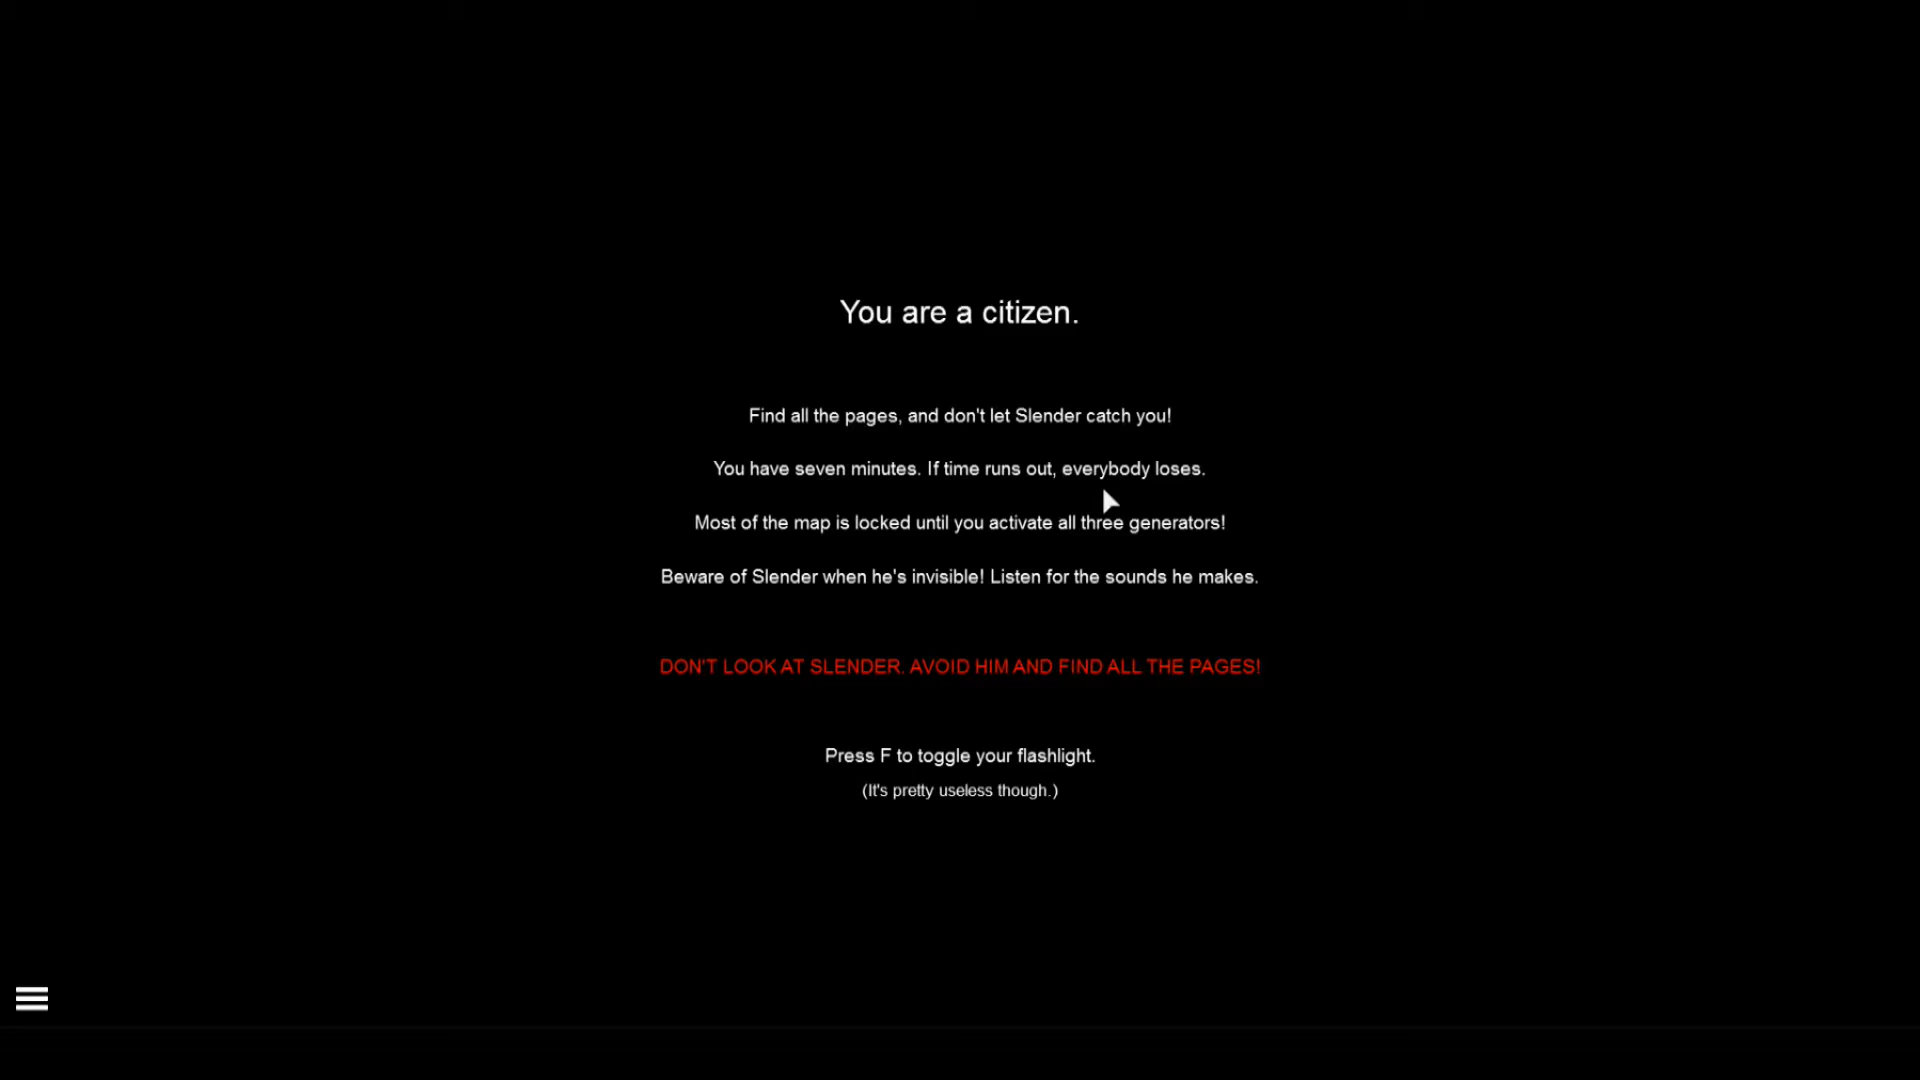 You are a citizen.
Find all the pages, and don't let Slender catch you!
You have seven minutes. If time runs out, everybody loses.
Most of the map is locked until you activate all three generators!
Beware of Slender when he's invisible! Listen for the sounds he makes.
DON'T LOOK AT SLENDER. AVOID HIM AND FIND ALL THE PAGES!
Press F to toggle your flashlight.
(It's pretty useless though.)